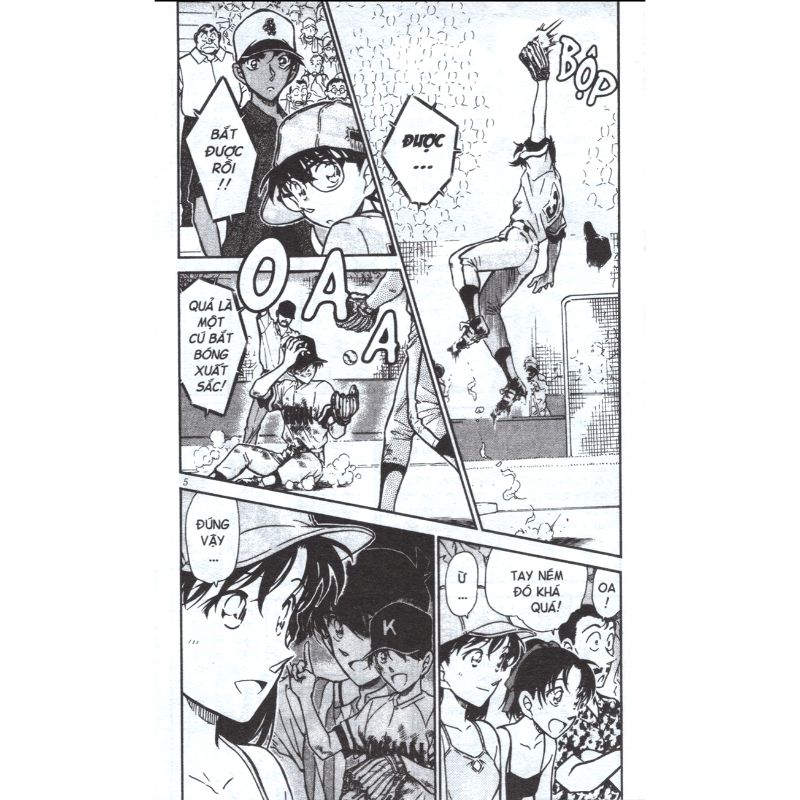 BỘP
ĐƯỢC
...
BẮT
ĐƯỢC
RỒI
!!
OAA
QUẢ LÀ
MỘT
CÚ BẮT
BÓNG
XUẤT
SẮC!
5
OA
!
TAY NÉM
ĐÓ KHÁ
QUÁ!
Ừ
...
ĐÚNG
VẬY
...
K